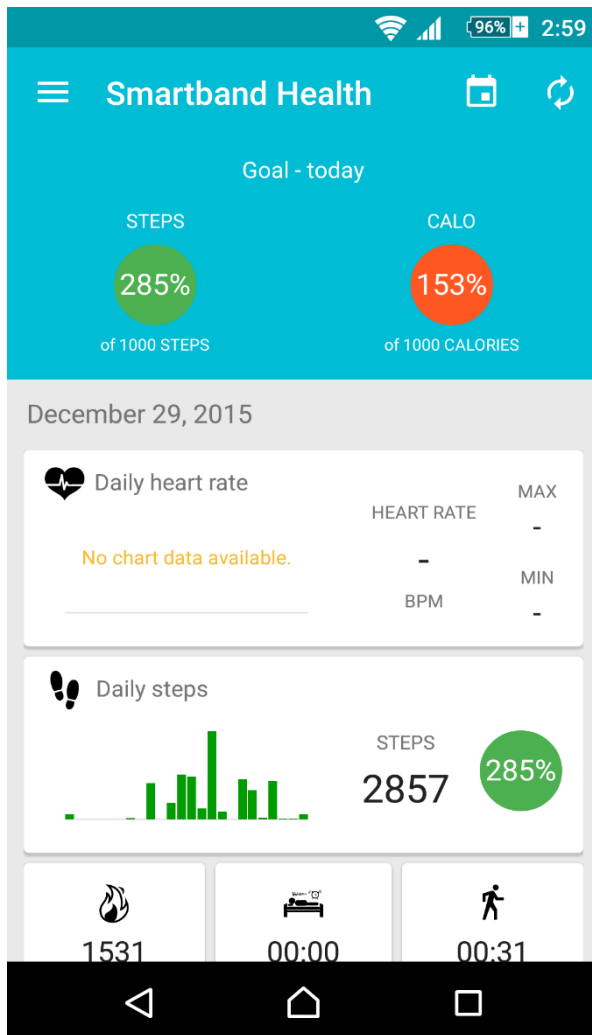 96% 2:59
Smartband Health
Goal - today
STEPS CALO
285% 153%
of 1000 STEPS of 1000 CALORIES
December 29, 2015
Daily heart rate
MAX
HEART RATE
-
No chart data available.
-
MIN
BPM
-
Daily steps
STEPS
285%
2857
1531 00:00 00:31